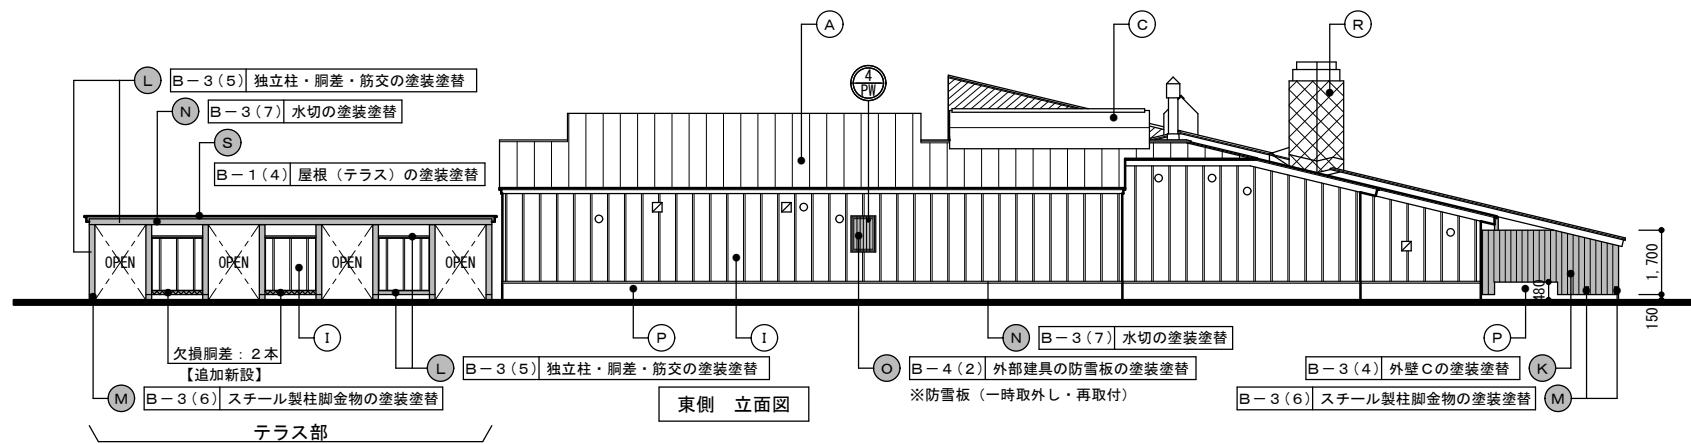 A
C
R
L B－3(5) 独立柱・胴差・筋交の塗装塗替
4
PW
N B－3(7) 水切の塗装塗替
S
B－1(4) 屋根（テラス）の塗装塗替
OPEN OPEN OPEN OPEN
1,700
480
150
欠損胴差：2本
【追加新設】
I
P
I
N B－3(7) 水切の塗装塗替
P
L B－3(5) 独立柱・胴差・筋交の塗装塗替
O B－4(2) 外部建具の防雪板の塗装塗替
※防雪板（一時取外し・再取付）
B－3(4) 外壁Cの塗装塗替 K
M B－3(6) スチール製柱脚金物の塗装塗替
B－3(6) スチール製柱脚金物の塗装塗替 M
東側 立面図
テラス部